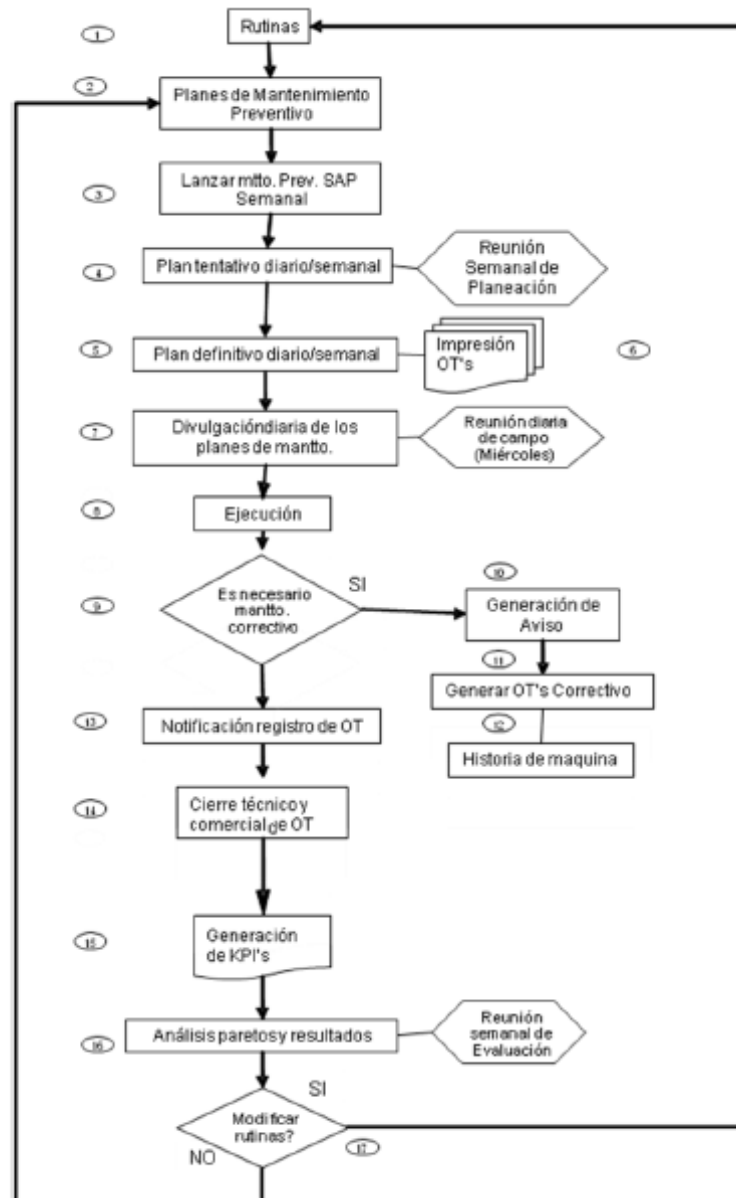 1
Rutinas
2
Planes de Mantenimiento
Preventivo
3
Lanzar mtto. Prev. SAP
Semanal
4
Plan tentativo diario/semanal
Reunión
Semanal de
Planeación
5
Plan definitivo diario/semanal
Impresión
OT's
6
7
Divulgacióndiaria de los
planes de mantto.
Reunión diaria
de campo
(Miércoles)
8
Ejecución
9
Es necesario
mantto.
correctivo
SI
10
Generación de
Aviso
11
Generar OT's Correctivo
12
Historia de maquina
13
Notificación registro de OT
14
Cierre técnico y
comercial de OT
15
Generación
de KPI's
16
Análisis paretos y resultados
Reunión
semanal de
Evaluación
SI
Modificar
rutinas?
NO
17